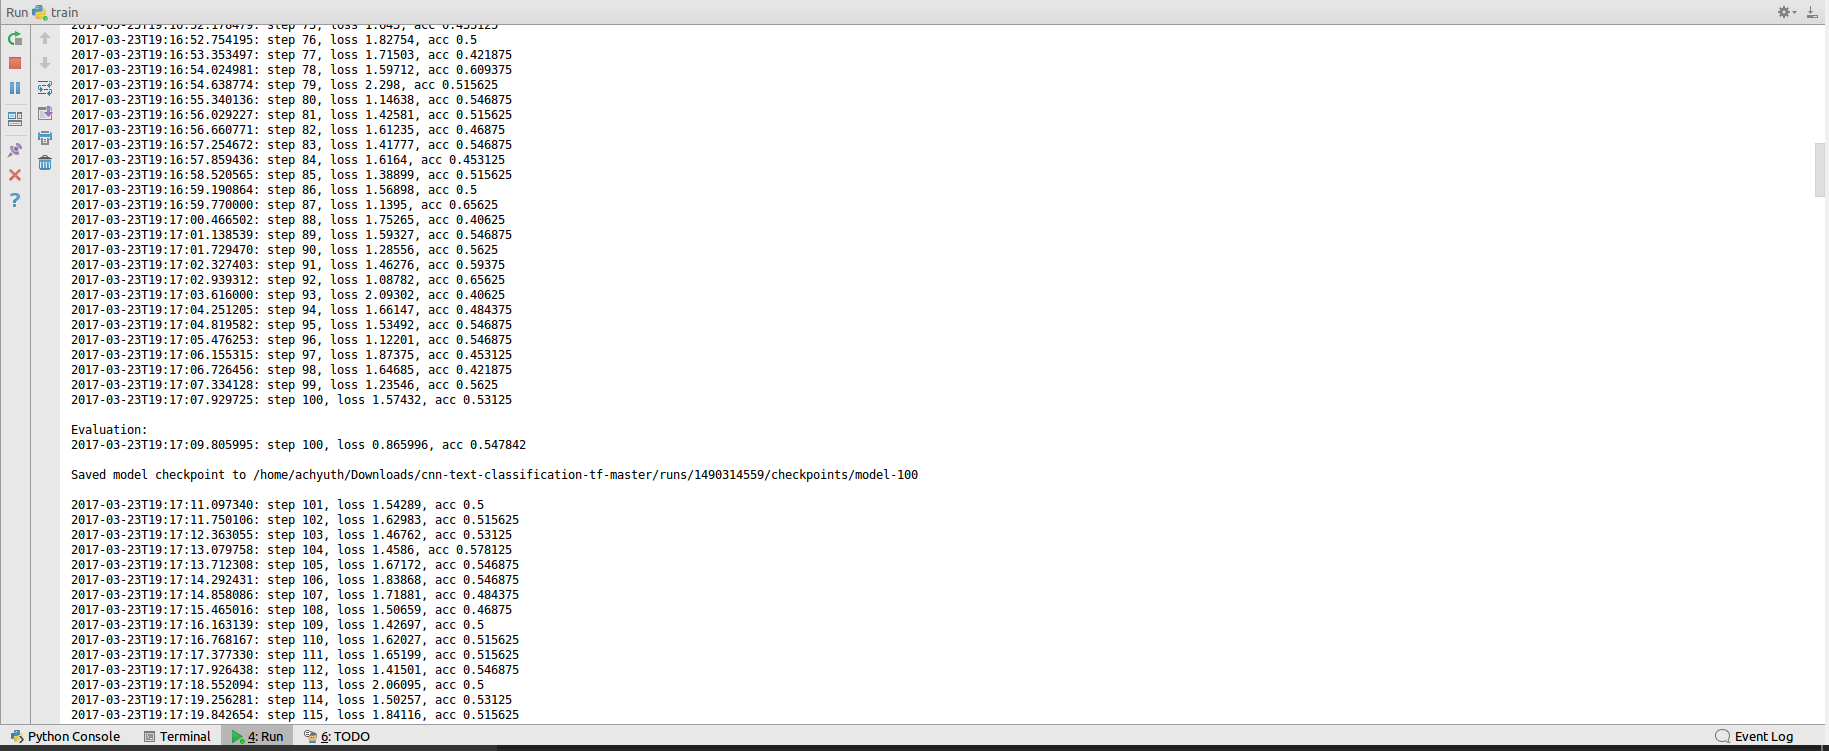 Run train
2017-03-23T19:16:52.178479: step 75, loss 1.645, acc 0.453125
2017-03-23T19:16:52.754195: step 76, loss 1.82754, acc 0.5
2017-03-23T19:16:53.353497: step 77, loss 1.71503, acc 0.421875
2017-03-23T19:16:54.024981: step 78, loss 1.59712, acc 0.609375
2017-03-23T19:16:54.638774: step 79, loss 2.298, acc 0.515625
2017-03-23T19:16:55.340136: step 80, loss 1.14638, acc 0.546875
2017-03-23T19:16:56.029227: step 81, loss 1.42581, acc 0.515625
2017-03-23T19:16:56.660771: step 82, loss 1.61235, acc 0.46875
2017-03-23T19:16:57.254672: step 83, loss 1.41777, acc 0.546875
2017-03-23T19:16:57.859436: step 84, loss 1.6164, acc 0.453125
2017-03-23T19:16:58.520565: step 85, loss 1.38899, acc 0.515625
2017-03-23T19:16:59.190864: step 86, loss 1.56898, acc 0.5
2017-03-23T19:16:59.770000: step 87, loss 1.1395, acc 0.65625
2017-03-23T19:17:00.466502: step 88, loss 1.75265, acc 0.40625
2017-03-23T19:17:01.138539: step 89, loss 1.59327, acc 0.546875
2017-03-23T19:17:01.729470: step 90, loss 1.28556, acc 0.5625
2017-03-23T19:17:02.327403: step 91, loss 1.46276, acc 0.59375
2017-03-23T19:17:02.939312: step 92, loss 1.08782, acc 0.65625
2017-03-23T19:17:03.616000: step 93, loss 2.09302, acc 0.40625
2017-03-23T19:17:04.251205: step 94, loss 1.66147, acc 0.484375
2017-03-23T19:17:04.819582: step 95, loss 1.53492, acc 0.546875
2017-03-23T19:17:05.476253: step 96, loss 1.12201, acc 0.546875
2017-03-23T19:17:06.155315: step 97, loss 1.87375, acc 0.453125
2017-03-23T19:17:06.726456: step 98, loss 1.64685, acc 0.421875
2017-03-23T19:17:07.334128: step 99, loss 1.23546, acc 0.5625
2017-03-23T19:17:07.929725: step 100, loss 1.57432, acc 0.53125
Evaluation:
2017-03-23T19:17:09.805995: step 100, loss 0.865996, acc 0.547842
Saved model checkpoint to /home/achyuth/Downloads/cnn-text-classification-tf-master/runs/1490314559/checkpoints/model-100
2017-03-23T19:17:11.097340: step 101, loss 1.54289, acc 0.5
2017-03-23T19:17:11.750106: step 102, loss 1.62983, acc 0.515625
2017-03-23T19:17:12.363055: step 103, loss 1.46762, acc 0.53125
2017-03-23T19:17:13.079758: step 104, loss 1.4586, acc 0.578125
2017-03-23T19:17:13.712308: step 105, loss 1.67172, acc 0.546875
2017-03-23T19:17:14.292431: step 106, loss 1.83868, acc 0.546875
2017-03-23T19:17:14.858086: step 107, loss 1.71881, acc 0.484375
2017-03-23T19:17:15.465016: step 108, loss 1.50659, acc 0.46875
2017-03-23T19:17:16.163139: step 109, loss 1.42697, acc 0.5
2017-03-23T19:17:16.768167: step 110, loss 1.62027, acc 0.515625
2017-03-23T19:17:17.377330: step 111, loss 1.65199, acc 0.515625
2017-03-23T19:17:17.926438: step 112, loss 1.41501, acc 0.546875
2017-03-23T19:17:18.552094: step 113, loss 2.06095, acc 0.5
2017-03-23T19:17:19.256281: step 114, loss 1.50257, acc 0.53125
2017-03-23T19:17:19.842654: step 115, loss 1.84116, acc 0.515625
Python Console Terminal 4: Run 6: TODO Event Log